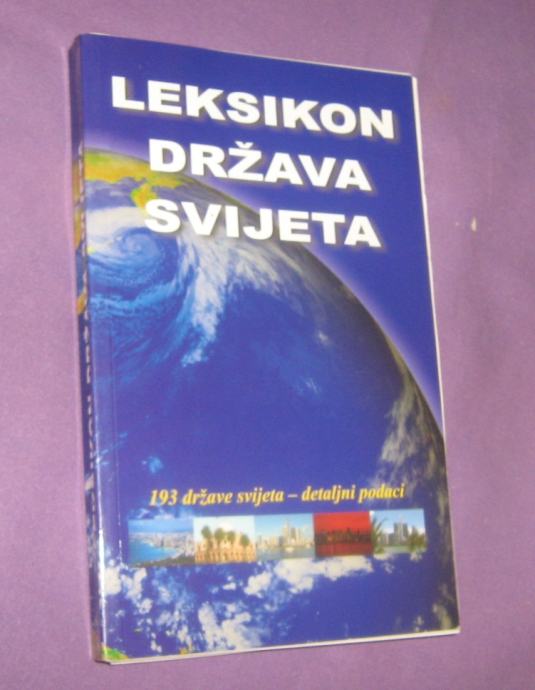 LEKSIKON
DRŽAVA
SVIJETA
193 države svijeta – detaljni podaci